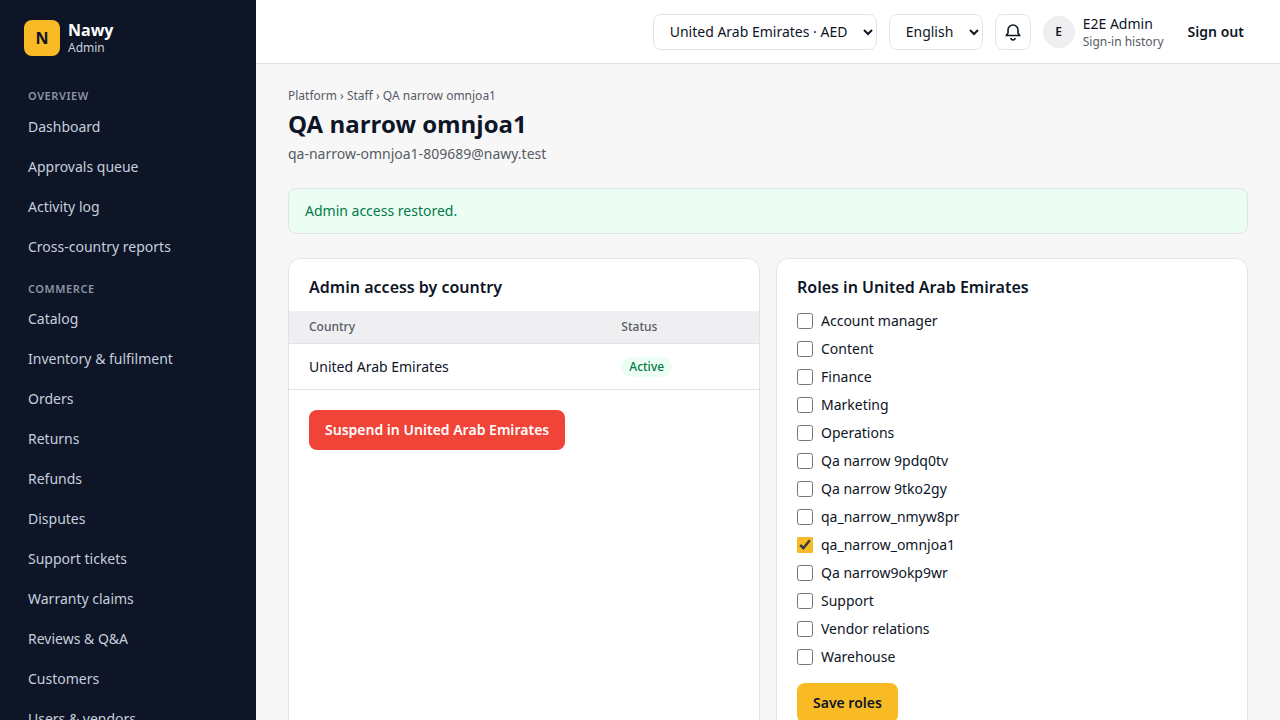 N
Nawy
Admin
OVERVIEW
Dashboard
Approvals queue
Activity log
Cross-country reports
COMMERCE
Catalog
Inventory & fulfilment
Orders
Returns
Refunds
Disputes
Support tickets
Warranty claims
Reviews & Q&A
Customers
Users & vendors
United Arab Emirates · AED
English
E
E2E Admin
Sign-in history
Sign out
Platform › Staff › QA narrow omnjoa1
QA narrow omnjoa1
qa-narrow-omnjoa1-809689@nawy.test
Admin access restored.
Admin access by country
Country Status
United Arab Emirates Active
Suspend in United Arab Emirates
Roles in United Arab Emirates
Account manager
Content
Finance
Marketing
Operations
Qa narrow 9pdq0tv
Qa narrow 9tko2gy
qa_narrow_nmyw8pr
qa_narrow_omnjoa1
Qa narrow9okp9wr
Support
Vendor relations
Warehouse
Save roles